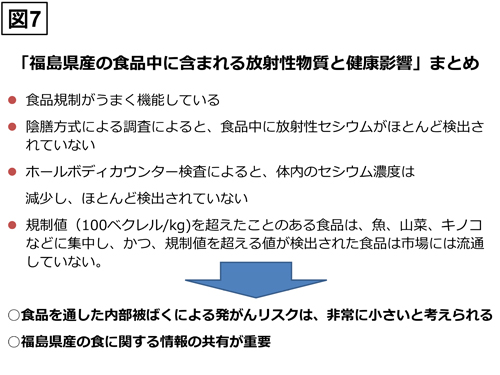 図7
「福島県産の食品中に含まれる放射性物質と健康影響」まとめ
● 食品規制がうまく機能している
● 陰膳方式による調査によると、食品中に放射性セシウムがほとんど検出さ
れていない
● ホールボディカウンター検査によると、体内のセシウム濃度は
減少し、ほとんど検出されていない
● 規制値（100ベクレル/kg)を超えたことのある食品は、魚、山菜、キノコ
などに集中し、かつ、規制値を超える値が検出された食品は市場には流通
していない。
○食品を通した内部被ばくによる発がんリスクは、非常に小さいと考えられる
○福島県産の食に関する情報の共有が重要